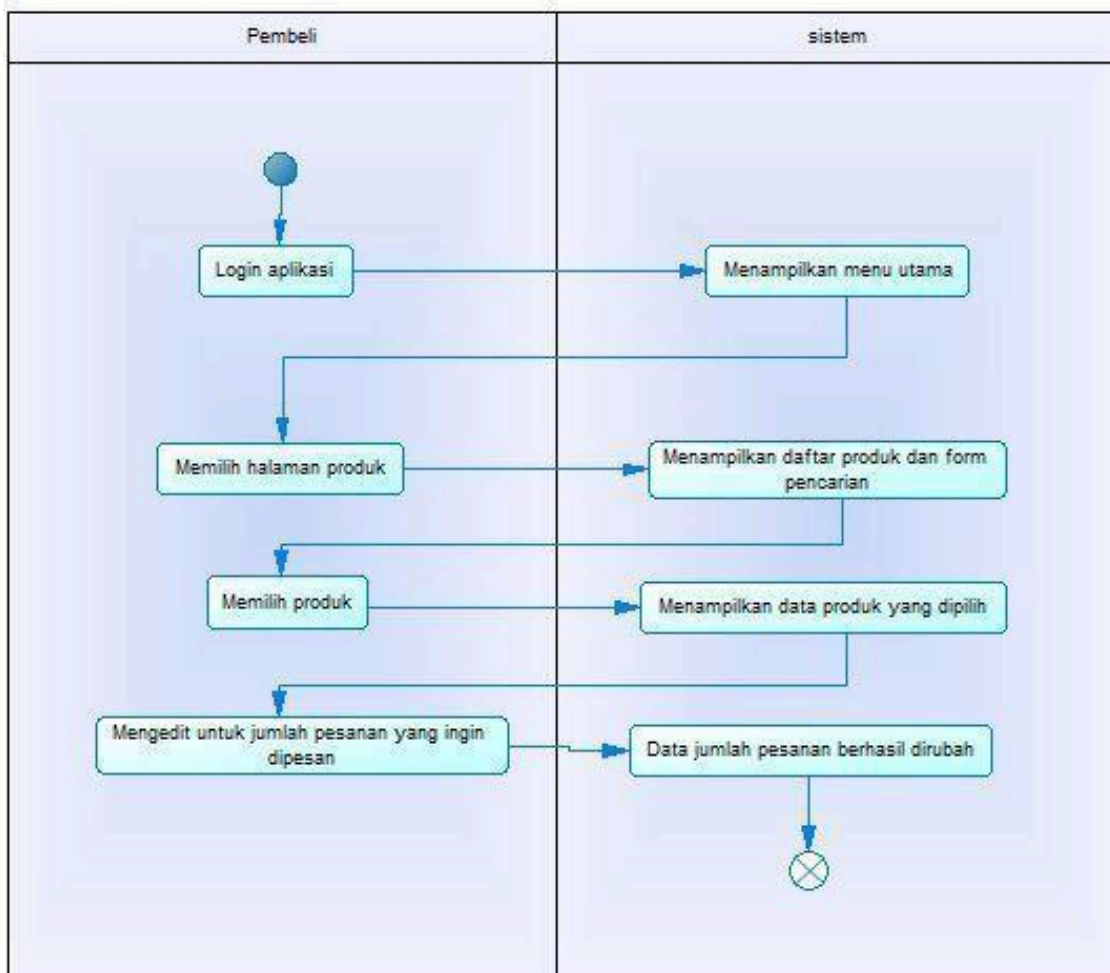 Pembeli
sistem
Login aplikasi
Menampilkan menu utama
Memilih halaman produk
Menampilkan daftar produk dan form
pencarian
Memilih produk
Menampilkan data produk yang dipilih
Mengedit untuk jumlah pesanan yang ingin
dipesan
Data jumlah pesanan berhasil dirubah